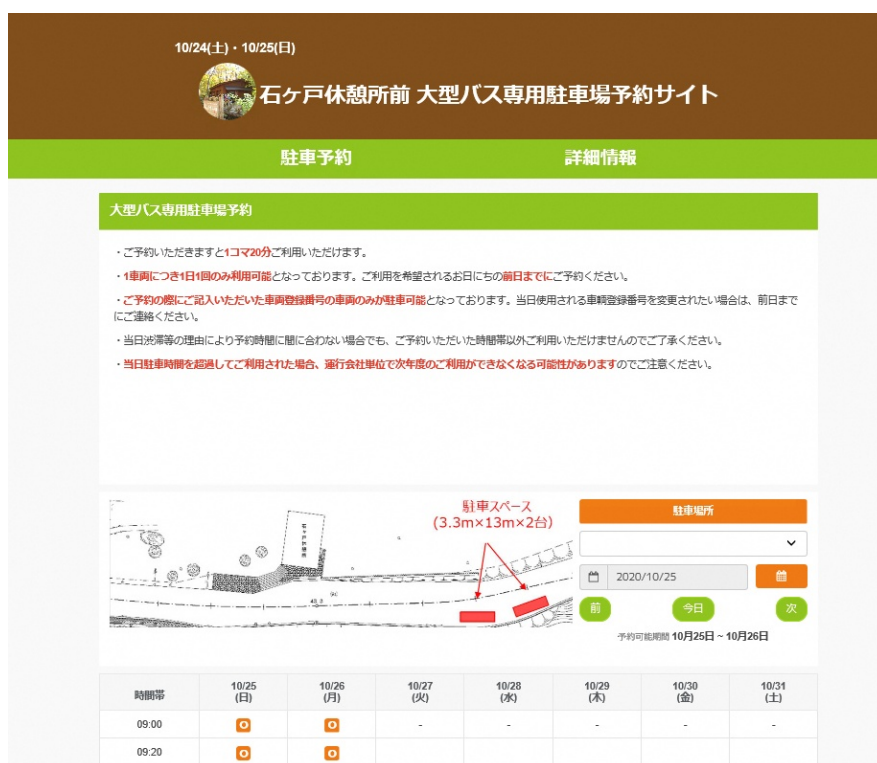 10/24(土)・10/25(日)
石ヶ戸休憩所前 大型バス専用駐車場予約サイト
駐車予約
詳細情報
大型バス専用駐車場予約
・ご予約いただきますと1コマ20分ご利用いただけます。
・1車両につき1日1回のみ利用可能となっております。ご利用を希望されるお日にちの前日までにご予約ください。
・ご予約の際にご記入いただいた車両登録番号の車両のみが駐車可能となっております。当日使用される車輌登録番号を変更されたい場合は、前日まで
にご連絡ください。
・当日渋滞等の理由により予約時間に間に合わない場合でも、ご予約いただいた時間帯以外ご利用いただけませんのでご了承ください。
・当日駐車時間を超過してご利用された場合、運行会社単位で次年度のご利用ができなくなる可能性がありますのでご注意ください。
石ヶ戸休憩所
駐車スペース
(3.3m×13m×2台)
駐車場所
2020/10/25
前 今日 次
予約可能期間 10月25日 ~ 10月26日
時間帯 10/25 10/26 10/27 10/28 10/29 10/30 10/31
(日) (月) (火) (水) (木) (金) (土)
09:00 O O - - - - -
09:20 O O